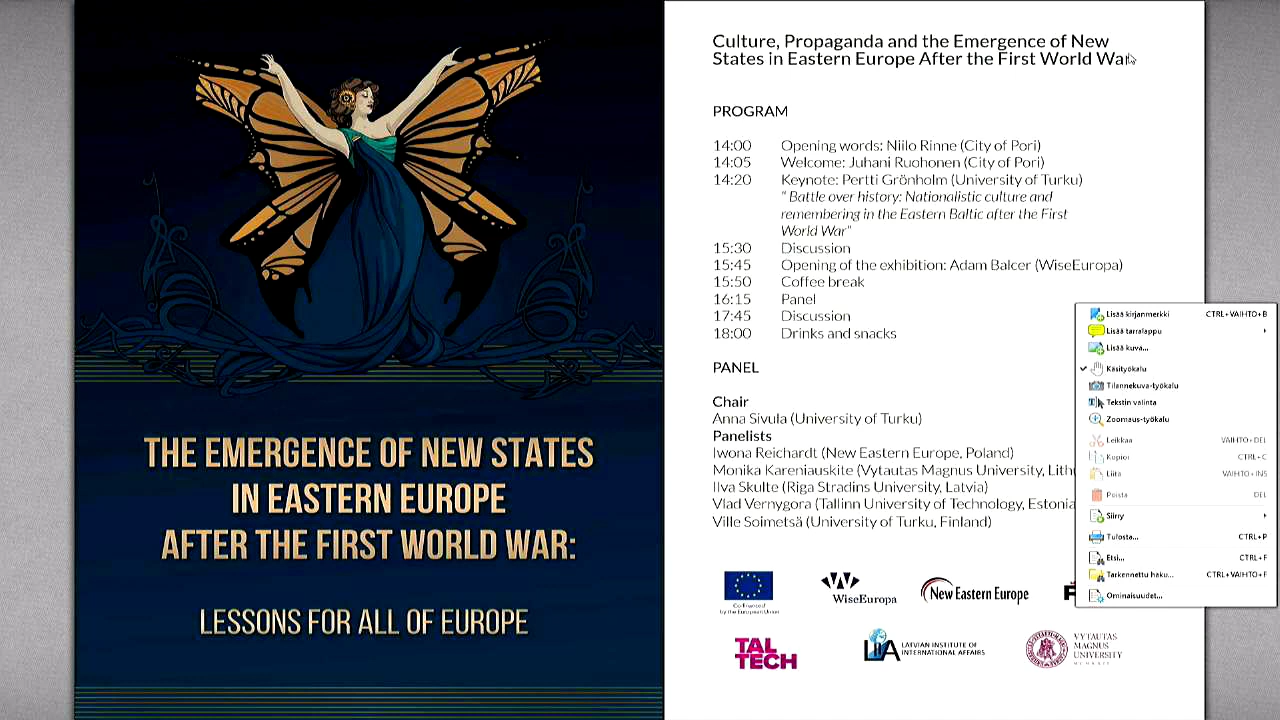 THE EMERGENCE OF NEW STATES
IN EASTERN EUROPE
AFTER THE FIRST WORLD WAR:
LESSONS FOR ALL OF EUROPE
Culture, Propaganda and the Emergence of New
States in Eastern Europe After the First World War
PROGRAM
14:00 Opening words: Niilo Rinne (City of Pori)
14:05 Welcome: Juhani Ruohonen (City of Pori)
14:20 Keynote: Pertti Grönholm (University of Turku)
" Battle over history: Nationalistic culture and
remembering in the Eastern Baltic after the First
World War"
15:30 Discussion
15:45 Opening of the exhibition: Adam Balcer (WiseEuropa)
15:50 Coffee break
16:15 Panel
17:45 Discussion
18:00 Drinks and snacks
PANEL
Chair
Anna Sivula (University of Turku)
Panelists
Iwona Reichardt (New Eastern Europe, Poland)
Monika Kareniauskite (Vytautas Magnus University, Lith
Ilva Skulte (Riga Stradins University, Latvia)
Vlad Vernygora (Tallinn University of Technology, Estonia
Ville Soimetsä (University of Turku, Finland)
Co-financed
by the European Union
WiseEuropa
New Eastern Europe
TAL
TECH
LIIA
LATVIAN INSTITUTE OF
INTERNATIONAL AFFAIRS
VYTAUTAS
MAGNUS
UNIVERSITY
Lisää kirjanmerkki CTRL+VAIHTO+B
Lisää tarralappu
Lisää kuva...
Käsityökalu
Tilannekuva-työkalu
Tekstin valinta
Zoomaus-työkalu
Leikkaa VAIHTO+DEL
Kopioi CTRL+C
Liitä VAIHTO+INS
Poista DEL
Siirry
Tulosta... CTRL+P
Etsi... CTRL+F
Tarkennettu haku... CTRL+VAIHTO+F
Ominaisuudet...